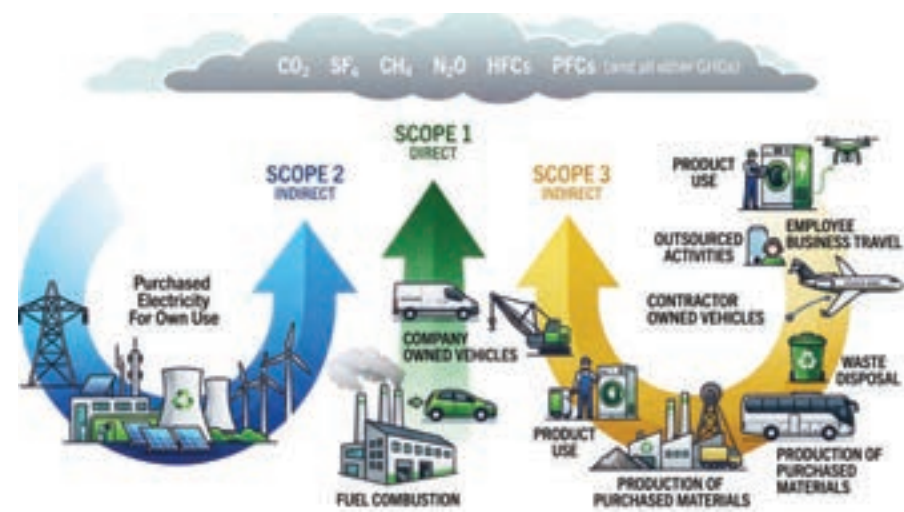 CO₂ SF₆ CH₄ N₂O HFCs PFCs (and all other GHGs)
SCOPE 1
DIRECT
SCOPE 2
INDIRECT
SCOPE 3
INDIRECT
Purchased
Electricity
For Own Use
COMPANY
OWNED VEHICLES
FUEL COMBUSTION
PRODUCT
USE
OUTSOURCED
ACTIVITIES
EMPLOYEE
BUSINESS TRAVEL
CONTRACTOR
OWNED VEHICLES
WASTE
DISPOSAL
PRODUCT
USE
PRODUCTION OF
PURCHASED MATERIALS
PRODUCTION OF
PURCHASED
MATERIALS